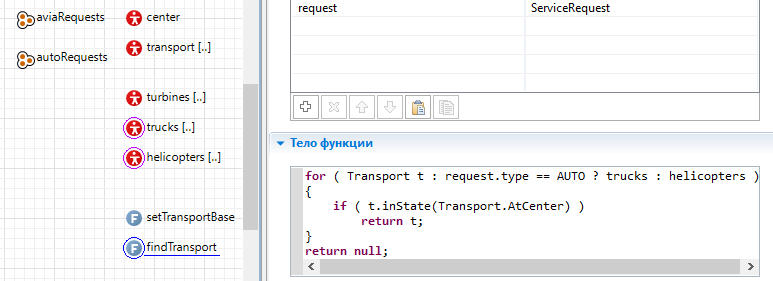 aviaRequests
autoRequests
center
transport [..]
turbines [..]
trucks [..]
helicopters [..]
setTransportBase
findTransport
request ServiceRequest
Тело функции
for ( Transport t : request.type == AUTO ? trucks : helicopters )
{
    if ( t.inState(Transport.AtCenter) )
        return t;
}
return null;